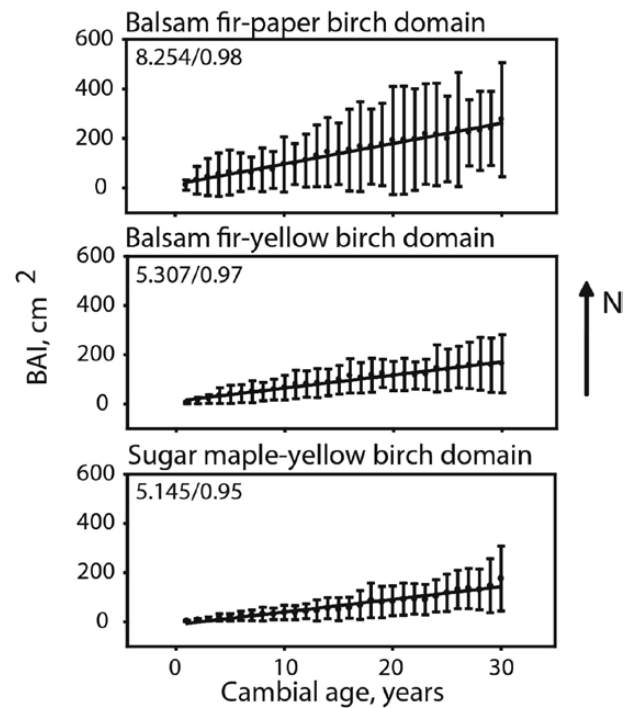 Balsam fir-paper birch domain
600
8.254/0.98
400
200
0
Balsam fir-yellow birch domain
600
5.307/0.97
400
200
0
BAI, cm 2
N
Sugar maple-yellow birch domain
600
5.145/0.95
400
200
0
0 10 20 30
Cambial age, years